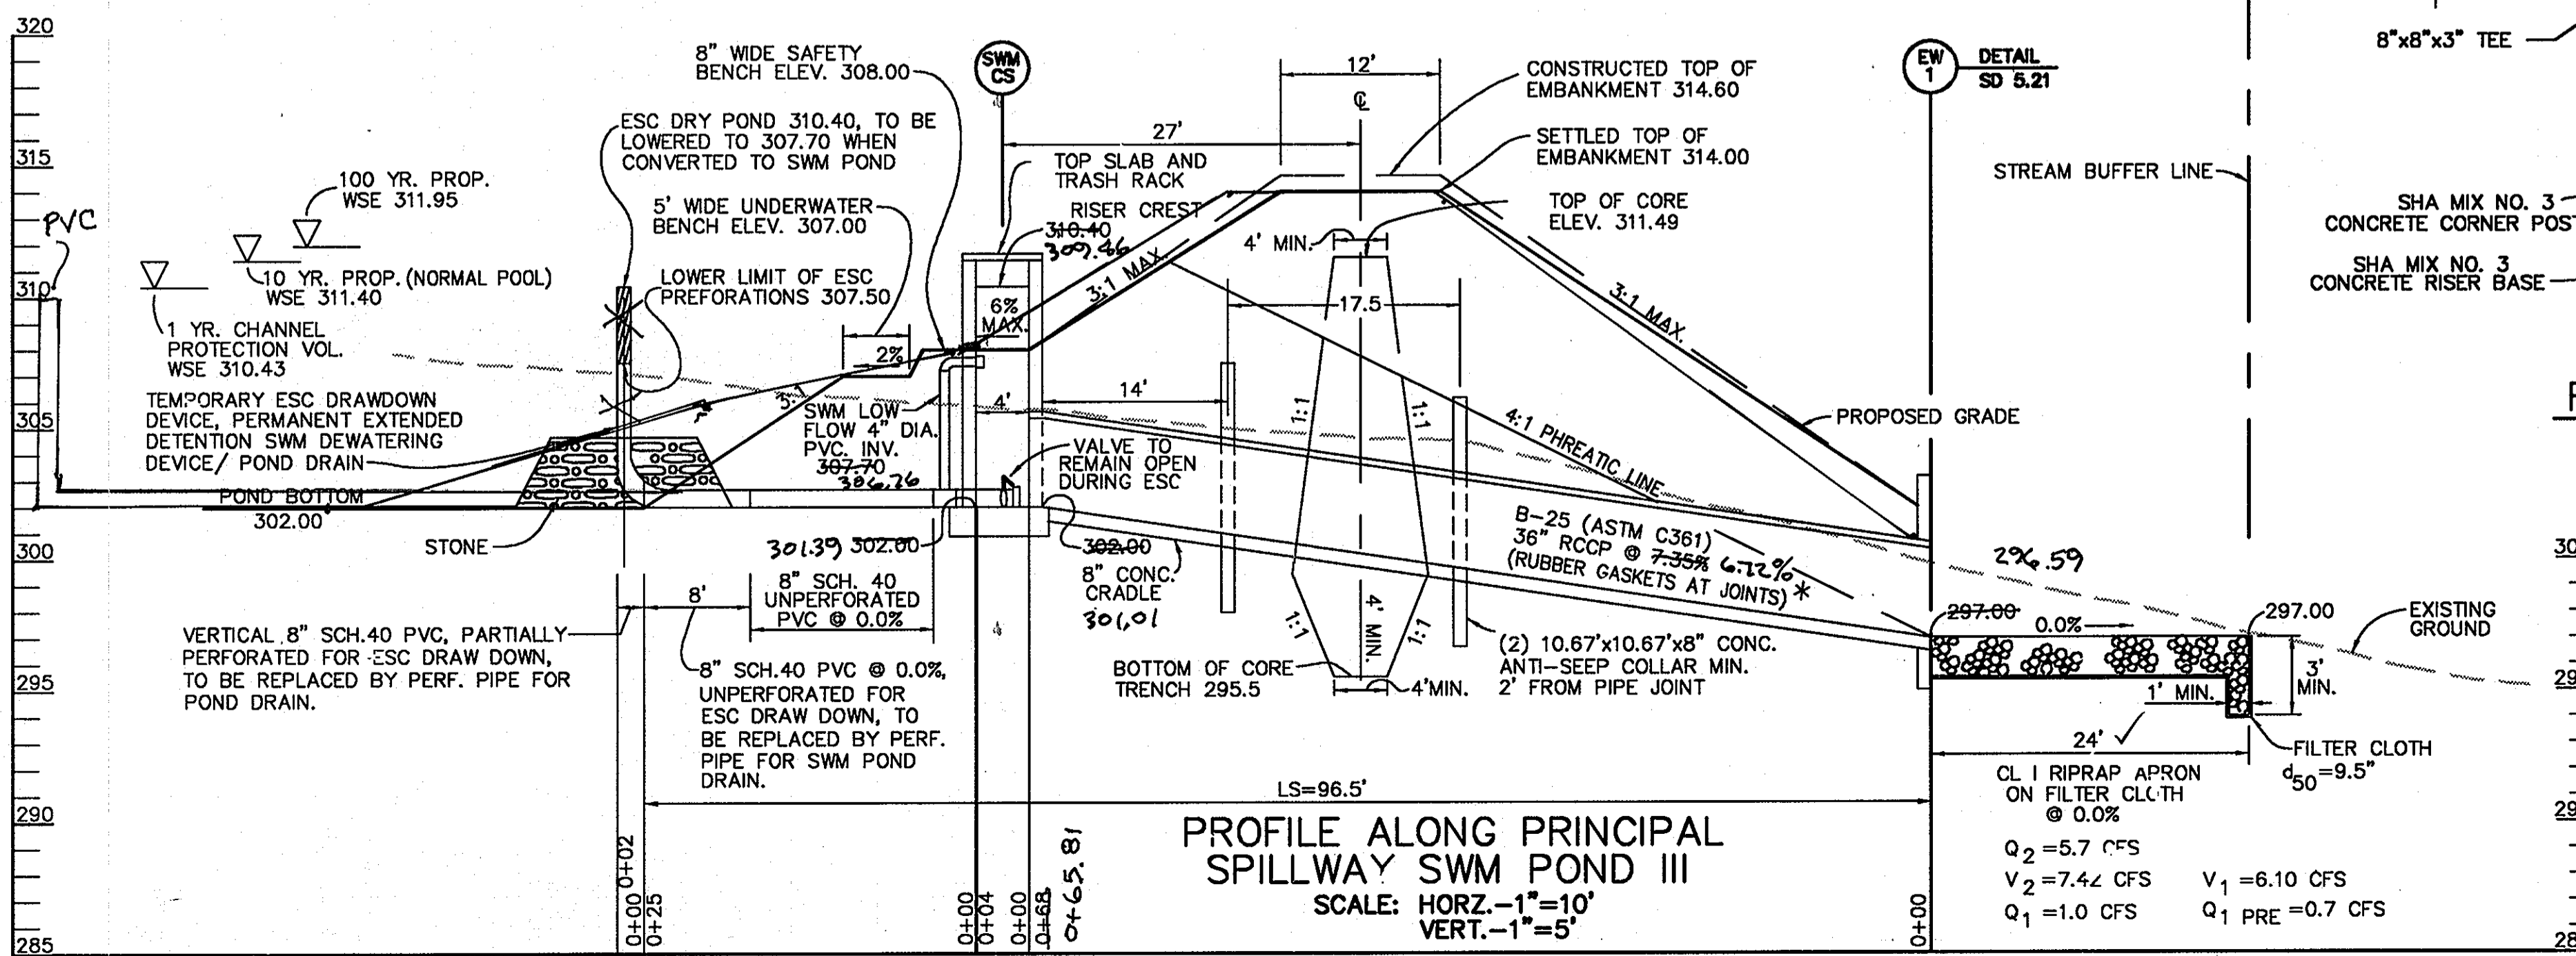 320
315
310
305
300
295
290
285
PVC
100 YR. PROP.
WSE 311.95
10 YR. PROP. (NORMAL POOL)
WSE 311.40
1 YR. CHANNEL
PROTECTION VOL.
WSE 310.43
TEMPORARY ESC DRAWDOWN
DEVICE, PERMANENT EXTENDED
DETENTION SWM DEWATERING
DEVICE/ POND DRAIN
POND BOTTOM
302.00
STONE
8" WIDE SAFETY
BENCH ELEV. 308.00
ESC DRY POND 310.40, TO BE
LOWERED TO 307.70 WHEN
CONVERTED TO SWM POND
5' WIDE UNDERWATER
BENCH ELEV. 307.00
LOWER LIMIT OF ESC
PREFORATIONS 307.50
2%
SWM
CS
27'
TOP SLAB AND
TRASH RACK
RISER CREST
310.40
309.46
6%
MAX.
3:1 MAX.
12'
℄
CONSTRUCTED TOP OF
EMBANKMENT 314.60
SETTLED TOP OF
EMBANKMENT 314.00
TOP OF CORE
ELEV. 311.49
4' MIN.
17.5
3:1 MAX.
PROPOSED GRADE
SWM LOW
FLOW 4" DIA.
PVC. INV.
307.70
306.26
4'
14'
VALVE TO
REMAIN OPEN
DURING ESC
1:1
1:1
4:1 PHREATIC LINE
301.39 302.00
302.00
8" CONC.
CRADLE
301.01
B-25 (ASTM C361)
36" RCCP @ 7.35% 6.72%
(RUBBER GASKETS AT JOINTS) *
1:1
4' MIN.
1:1
BOTTOM OF CORE
TRENCH 295.5
4'MIN.
(2) 10.67'x10.67'x8" CONC.
ANTI-SEEP COLLAR MIN.
2' FROM PIPE JOINT
8'
8" SCH. 40
UNPERFORATED
PVC @ 0.0%
VERTICAL 8" SCH.40 PVC, PARTIALLY
PERFORATED FOR ESC DRAW DOWN,
TO BE REPLACED BY PERF. PIPE FOR
POND DRAIN.
8" SCH.40 PVC @ 0.0%,
UNPERFORATED FOR
ESC DRAW DOWN, TO
BE REPLACED BY PERF.
PIPE FOR SWM POND
DRAIN.
LS=96.5'
EW
1
DETAIL
SD 5.21
STREAM BUFFER LINE
296.59
297.00
0.0%
297.00
EXISTING
GROUND
1' MIN.
3'
MIN.
24'
FILTER CLOTH
d50=9.5"
CL I RIPRAP APRON
ON FILTER CLOTH
@ 0.0%
Q2 =5.7 CFS
V2 =7.42 CFS
V1 =6.10 CFS
Q1 =1.0 CFS
Q1 PRE =0.7 CFS
0+00
0+02
0+25
0+00
0+04
0+00
0+68
0+65.81
0+00
PROFILE ALONG PRINCIPAL
SPILLWAY SWM POND III
SCALE: HORZ.-1"=10'
VERT.-1"=5'
8"x8"x3" TEE
SHA MIX NO. 3
CONCRETE CORNER POST
SHA MIX NO. 3
CONCRETE RISER BASE